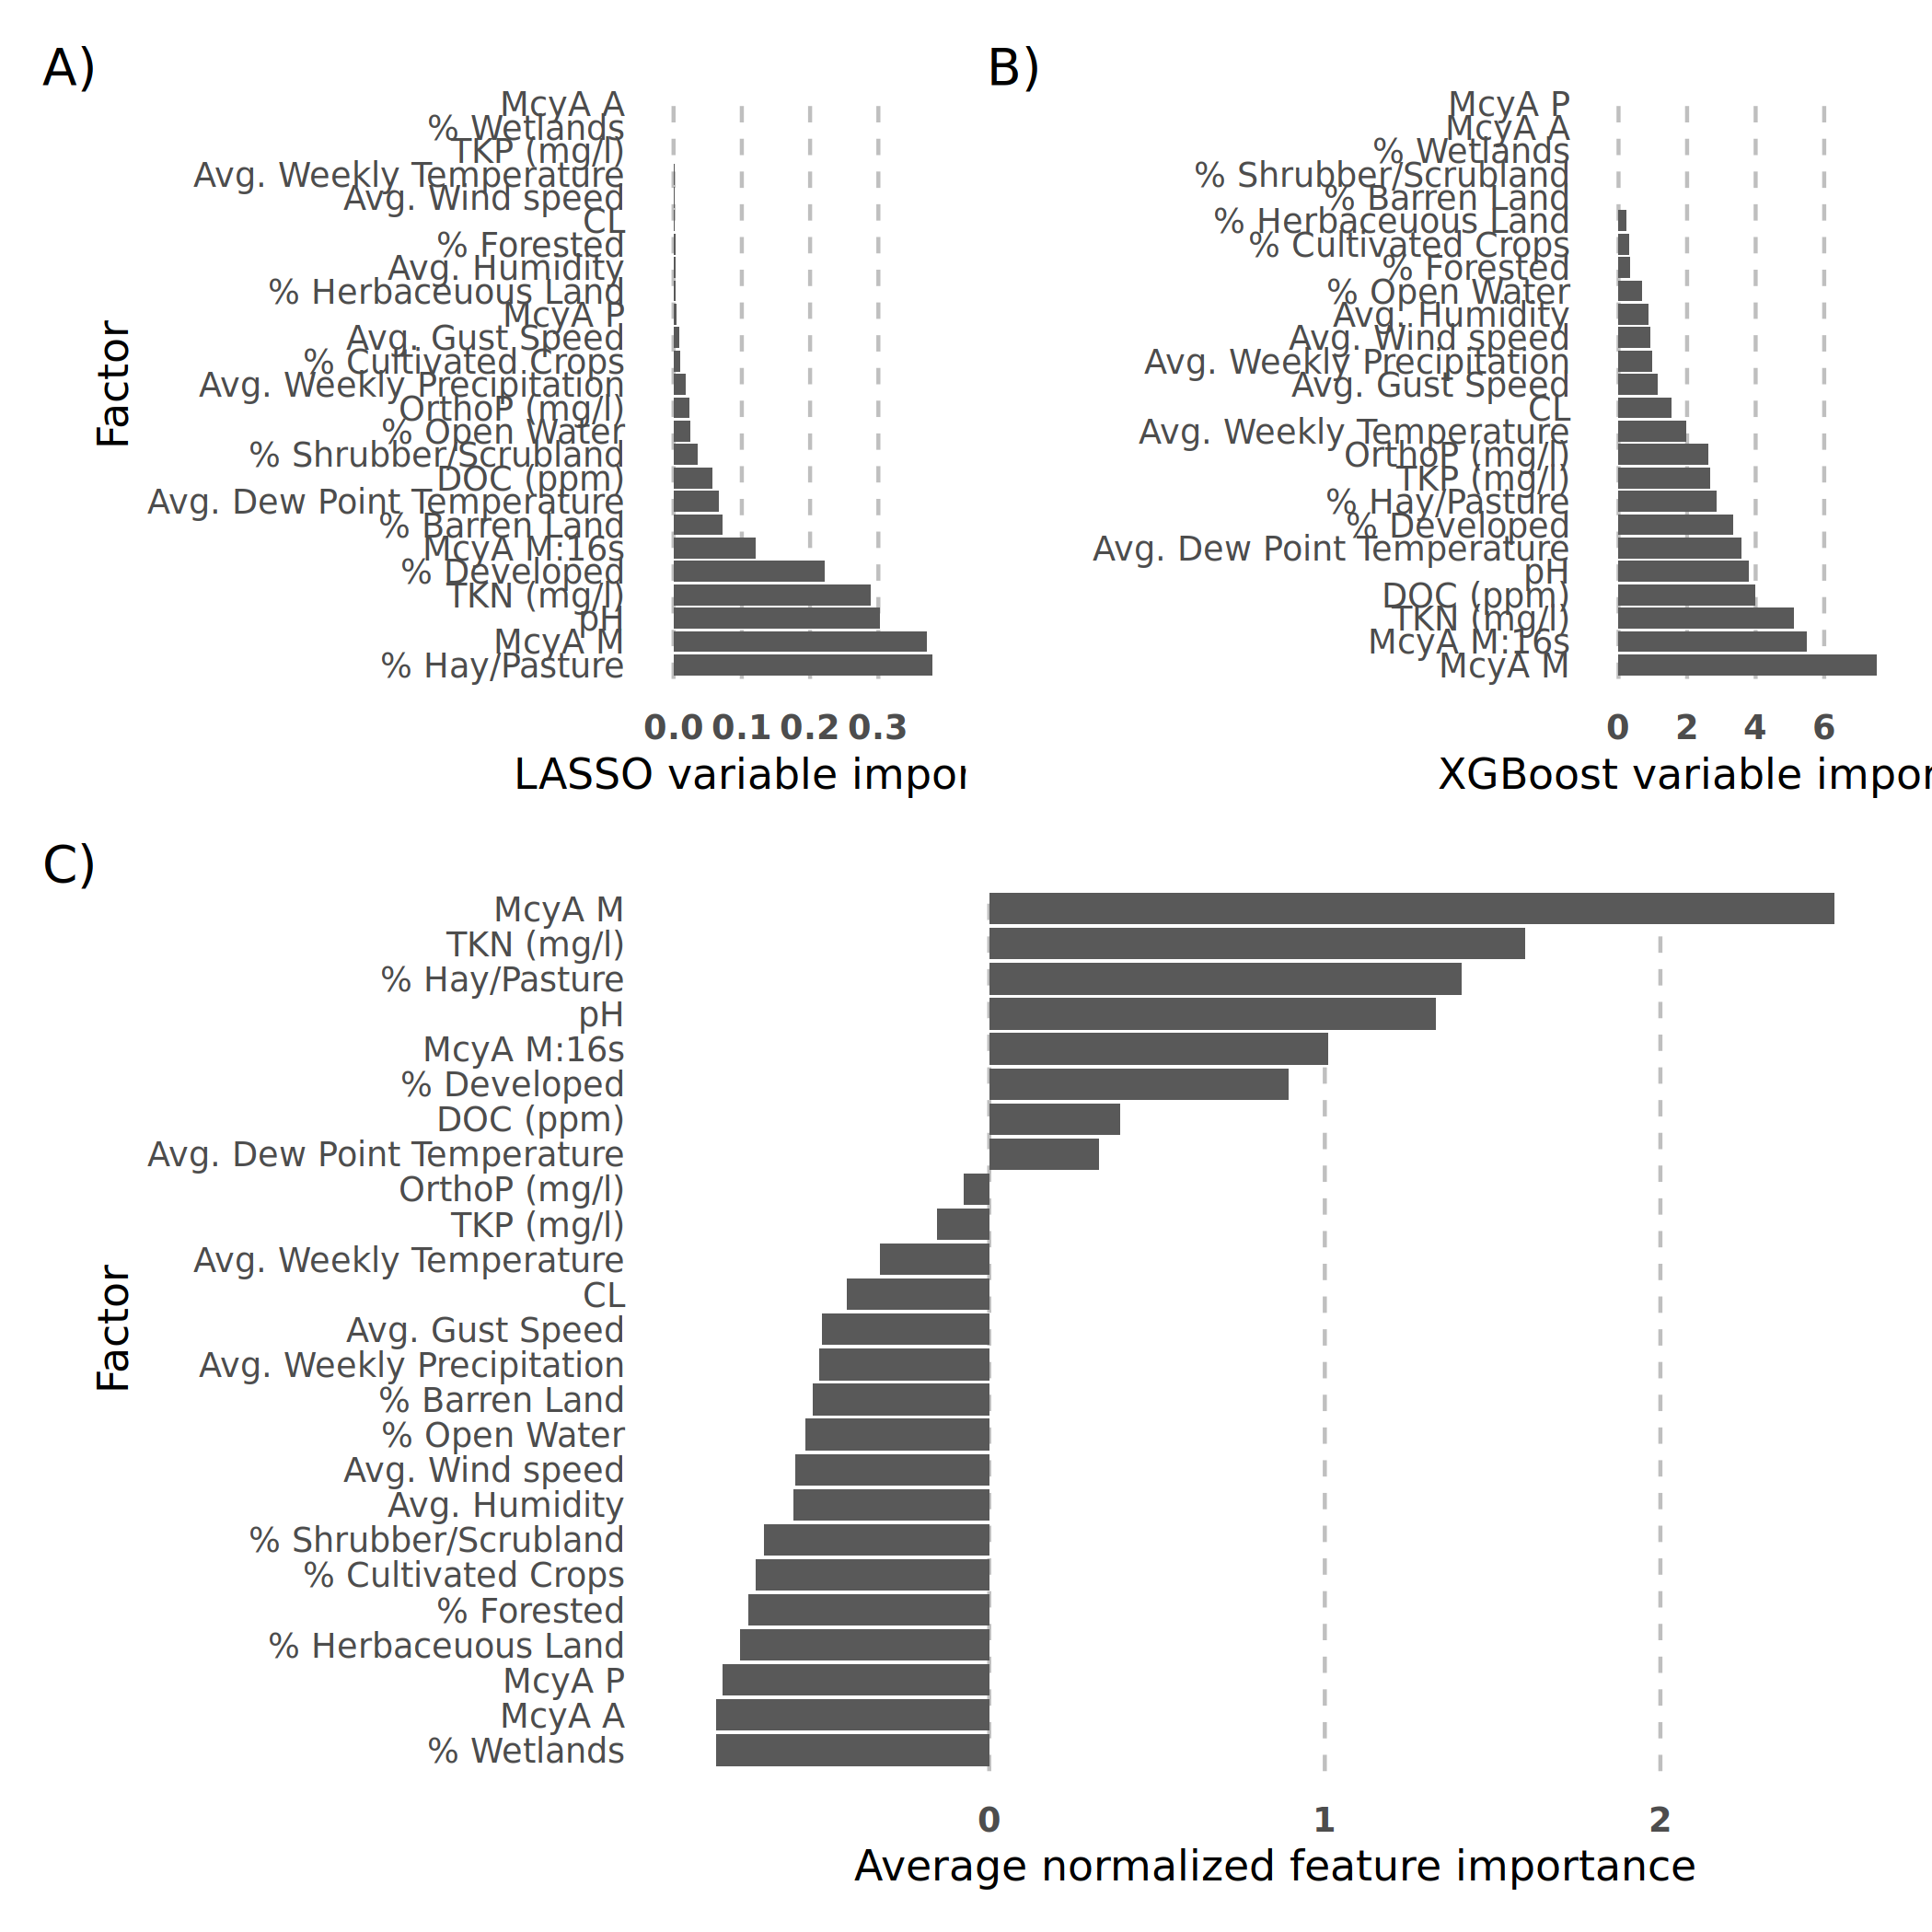 A)
McyA A
% Wetlands
TKP (mg/l)
Avg. Weekly Temperature
Avg. Wind speed
CL
% Forested
Avg. Humidity
% Herbaceuous Land
McyA P
Avg. Gust Speed
% Cultivated Crops
Avg. Weekly Precipitation
OrthoP (mg/l)
% Open Water
% Shrubber/Scrubland
DOC (ppm)
Avg. Dew Point Temperature
% Barren Land
McyA M:16s
% Developed
TKN (mg/l)
pH
McyA M
% Hay/Pasture
Factor
0.0 0.1 0.2 0.3
LASSO variable impor
B)
McyA P
McyA A
% Wetlands
% Shrubber/Scrubland
% Barren Land
% Herbaceuous Land
% Cultivated Crops
% Forested
% Open Water
Avg. Humidity
Avg. Wind speed
Avg. Weekly Precipitation
Avg. Gust Speed
CL
Avg. Weekly Temperature
OrthoP (mg/l)
TKP (mg/l)
% Hay/Pasture
% Developed
Avg. Dew Point Temperature
pH
DOC (ppm)
TKN (mg/l)
McyA M:16s
McyA M
0 2 4 6
XGBoost variable impor
C)
McyA M
TKN (mg/l)
% Hay/Pasture
pH
McyA M:16s
% Developed
DOC (ppm)
Avg. Dew Point Temperature
OrthoP (mg/l)
TKP (mg/l)
Avg. Weekly Temperature
CL
Avg. Gust Speed
Avg. Weekly Precipitation
% Barren Land
% Open Water
Avg. Wind speed
Avg. Humidity
% Shrubber/Scrubland
% Cultivated Crops
% Forested
% Herbaceuous Land
McyA P
McyA A
% Wetlands
Factor
0 1 2
Average normalized feature importance